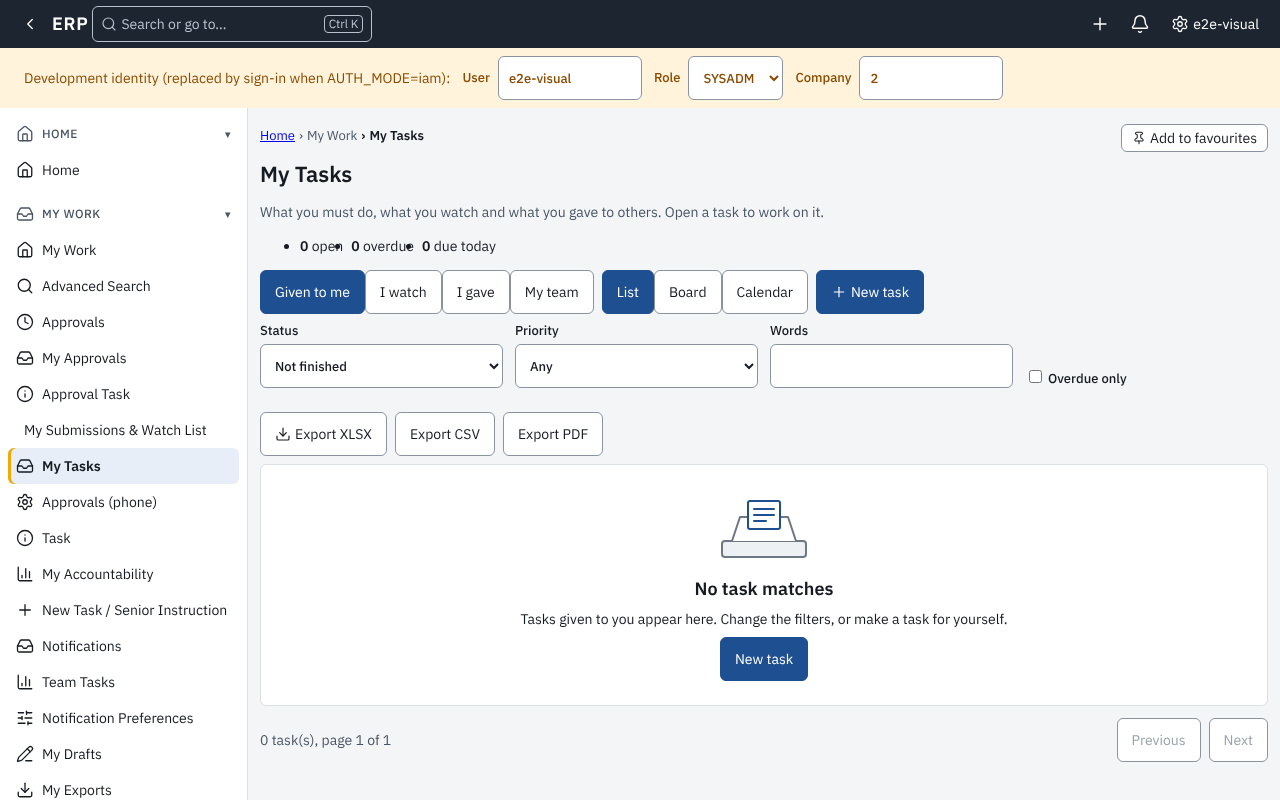 ERP
Search or go to...
Ctrl K
e2e-visual
Development identity (replaced by sign-in when AUTH_MODE=iam):
User
e2e-visual
Role
SYSADM
Company
2
HOME
Home
MY WORK
My Work
Advanced Search
Approvals
My Approvals
Approval Task
My Submissions & Watch List
My Tasks
Approvals (phone)
Task
My Accountability
New Task / Senior Instruction
Notifications
Team Tasks
Notification Preferences
My Drafts
My Exports
Home › My Work › My Tasks
Add to favourites
My Tasks
What you must do, what you watch and what you gave to others. Open a task to work on it.
• 0 open • 0 overdue • 0 due today
Given to me
I watch
I gave
My team
List
Board
Calendar
New task
Status
Priority
Words
Not finished
Any
Overdue only
Export XLSX
Export CSV
Export PDF
No task matches
Tasks given to you appear here. Change the filters, or make a task for yourself.
New task
0 task(s), page 1 of 1
Previous
Next